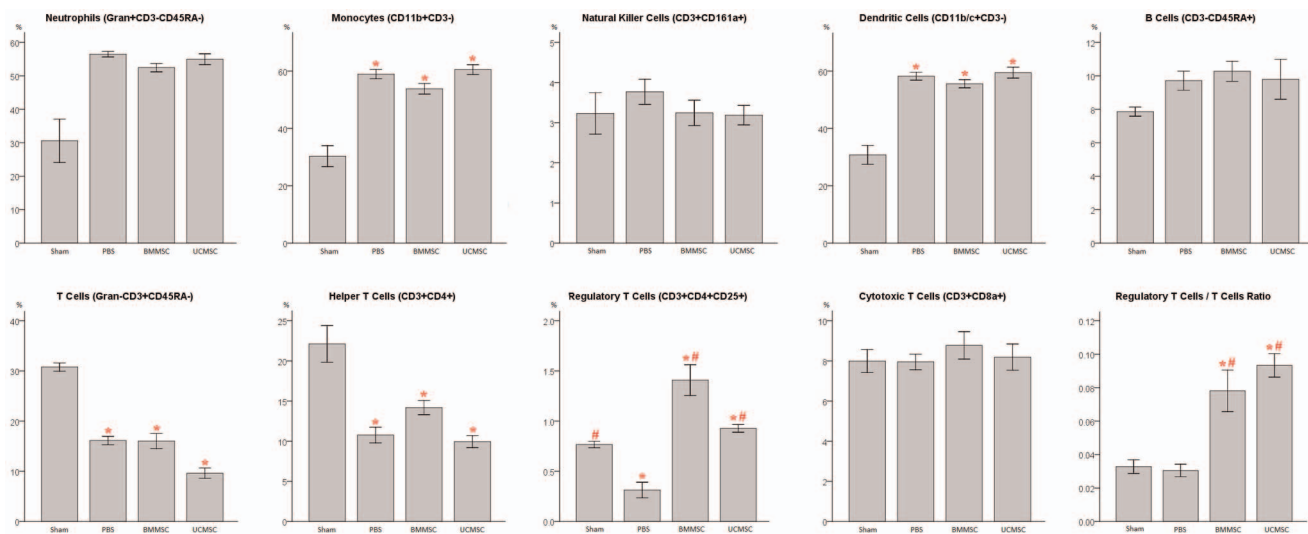 Neutrophils (Gran+CD3-CD45RA-)
%
60
50
40
30
20
10
0
Sham PBS BMMSC UCMSC
Monocytes (CD11b+CD3-)
%
60
40
20
0
* * *
Sham PBS BMMSC UCMSC
Natural Killer Cells (CD3+CD161a+)
%
5
4
3
2
1
0
Sham PBS BMMSC UCMSC
Dendritic Cells (CD11b/c+CD3-)
%
60
40
20
0
* * *
Sham PBS BMMSC UCMSC
B Cells (CD3-CD45RA+)
%
12
10
8
6
4
2
0
Sham PBS BMMSC UCMSC
T Cells (Gran-CD3+CD45RA-)
%
40
30
20
10
0
* * *
Sham PBS BMMSC UCMSC
Helper T Cells (CD3+CD4+)
%
25
20
15
10
5
0
* * *
Sham PBS BMMSC UCMSC
Regulatory T Cells (CD3+CD4+CD25+)
%
2.0
1.5
1.0
0.5
0.0
# * *# *#
Sham PBS BMMSC UCMSC
Cytotoxic T Cells (CD3+CD8a+)
%
10
8
6
4
2
0
Sham PBS BMMSC UCMSC
Regulatory T Cells / T Cells Ratio
%
0.12
0.10
0.08
0.06
0.04
0.02
0.00
*# *#
Sham PBS BMMSC UCMSC